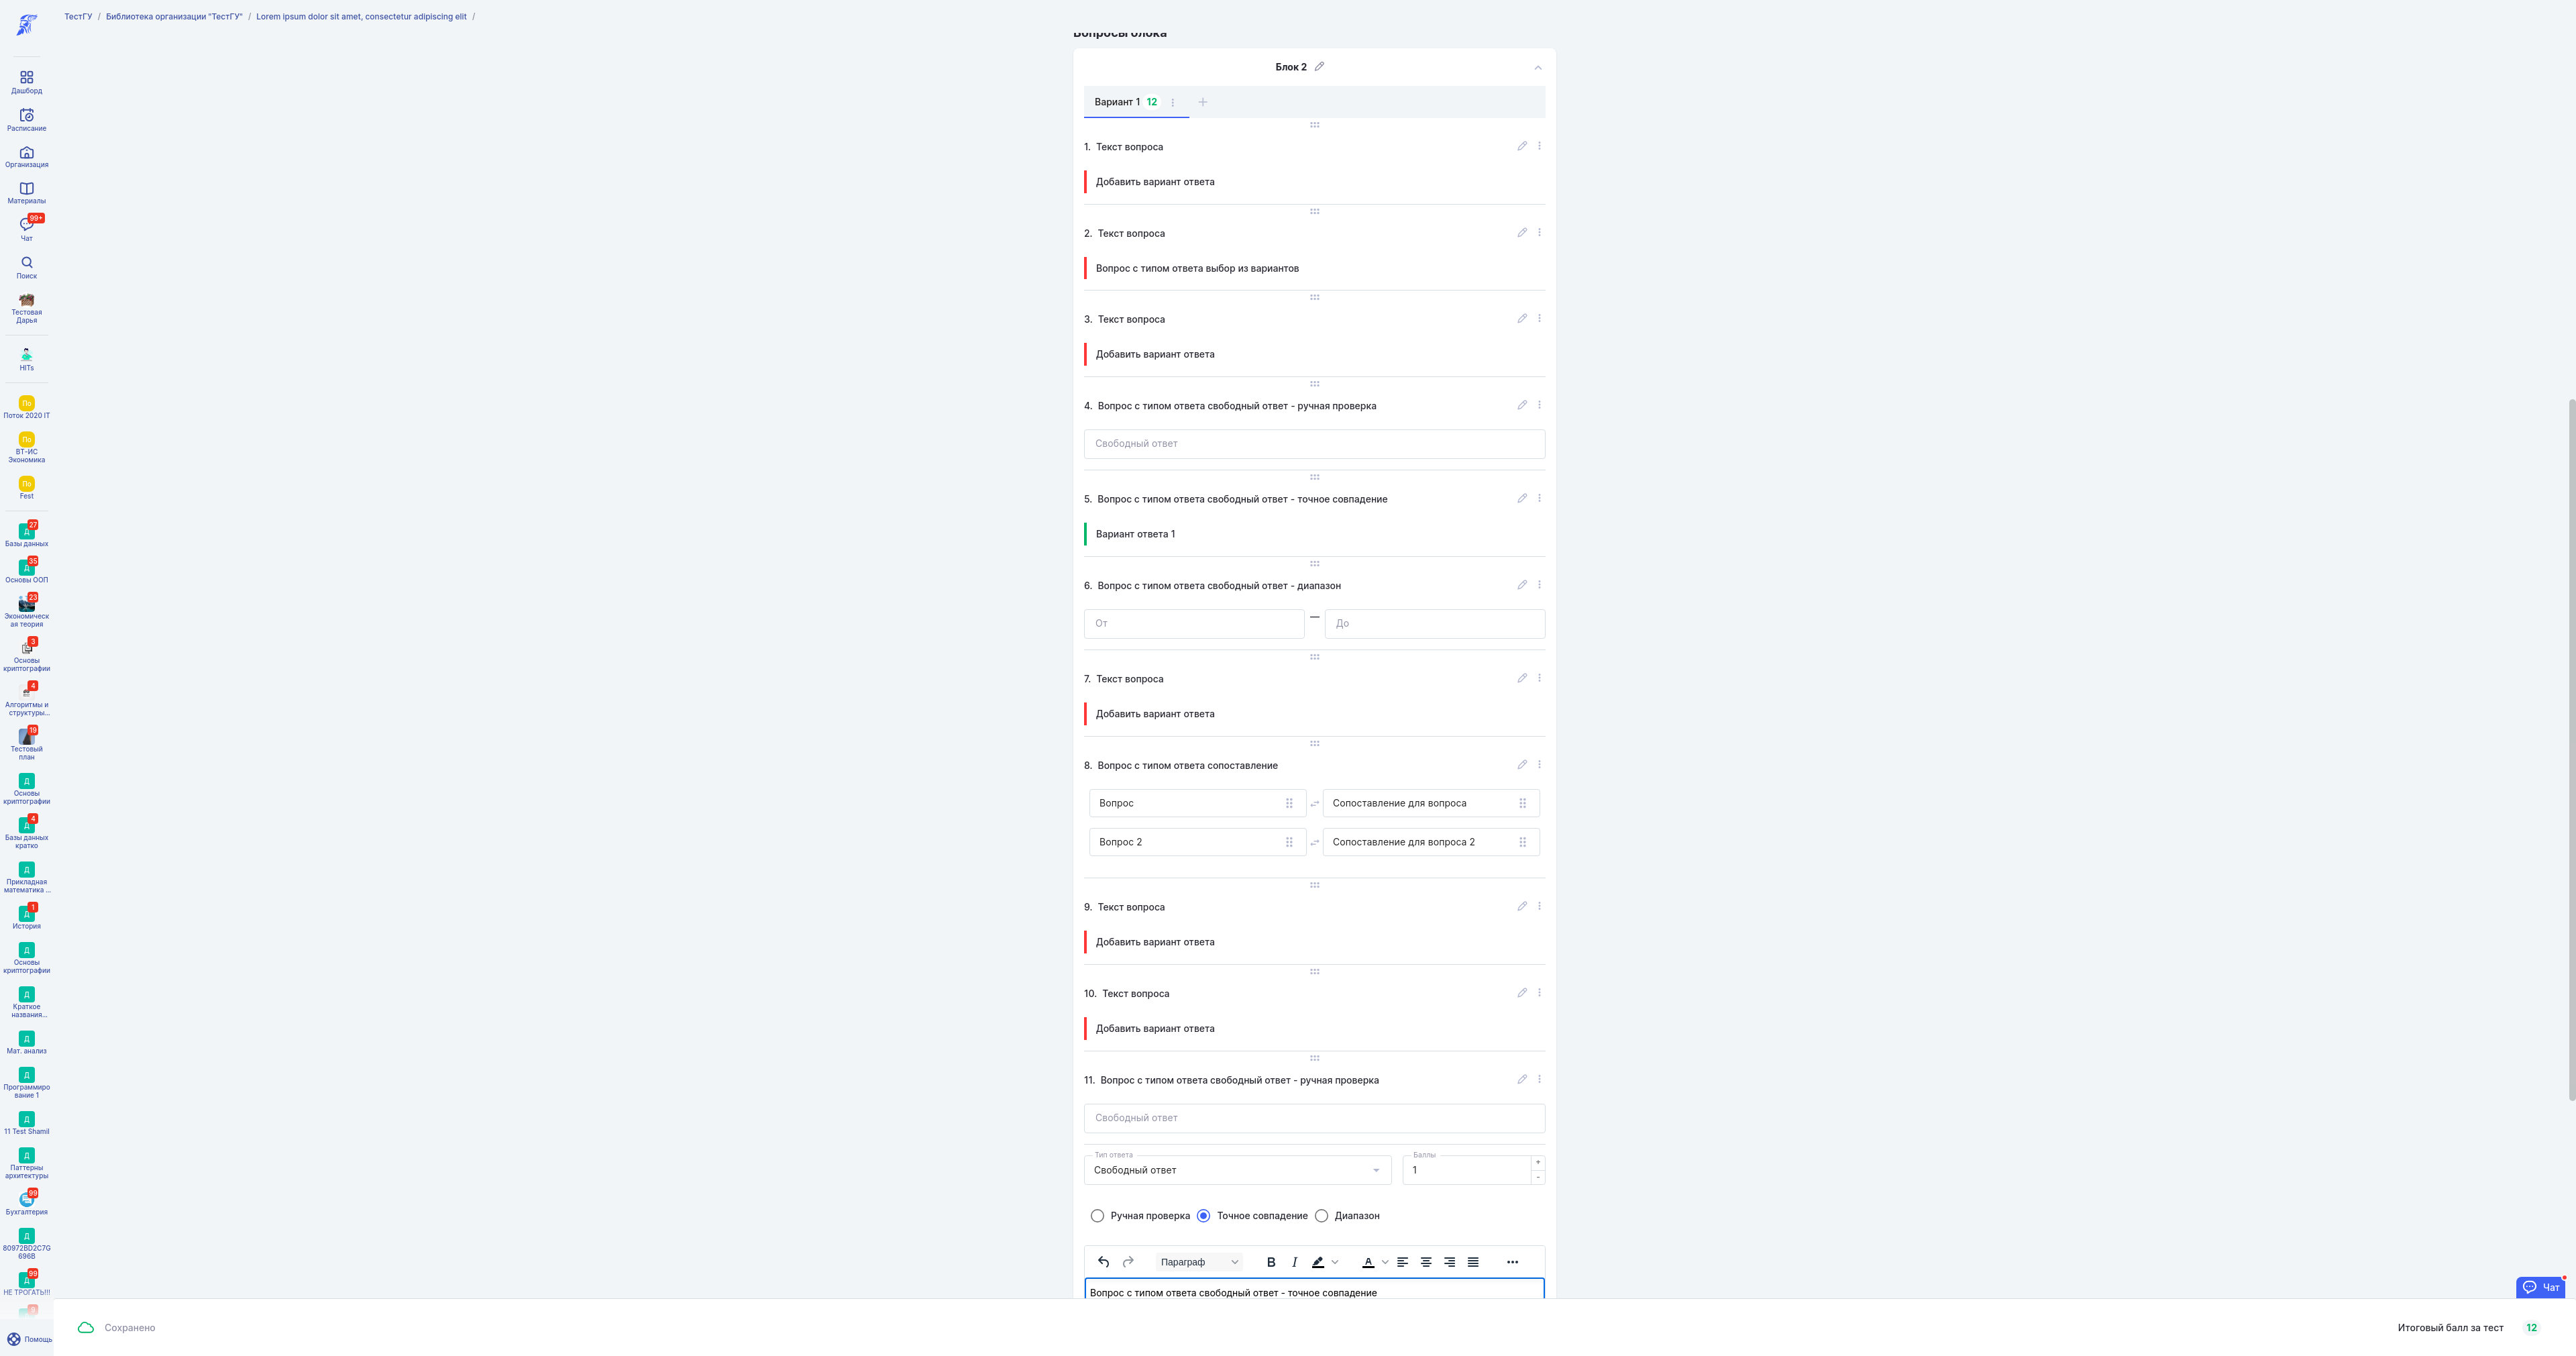 ТестГУ / Библиотека организации "ТестГУ" / Lorem ipsum dolor sit amet, consectetur adipiscing elit /
Дашборд
Расписание
Организация
Материалы
99+
Чат
Поиск
Тестовая
Дарья
HITs
По
Поток 2020 IT
По
ВТ-ИС
Экономика
По
Fest
27
Д
Базы данных
35
Д
Основы ООП
23
Экономическ
ая теория
3
Основы
криптографии
4
Алгоритмы и
структуры...
19
Тестовый
план
Д
Основы
криптографии
4
Д
Базы данных
кратко
Д
Прикладная
математика ...
1
Д
История
Д
Основы
криптографии
Д
Краткое
названия...
Д
Мат. анализ
Д
Программиро
вание 1
Д
11 Test Shamil
Д
Паттерны
архитектуры
99
Бухгалтерия
Д
80972BD2C7G
696B
99
Д
НЕ ТРОГАТЬ!!!
Помощь
Вопросы блока
Блок 2
Вариант 1 12
1. Текст вопроса
Добавить вариант ответа
2. Текст вопроса
Вопрос с типом ответа выбор из вариантов
3. Текст вопроса
Добавить вариант ответа
4. Вопрос с типом ответа свободный ответ - ручная проверка
Свободный ответ
5. Вопрос с типом ответа свободный ответ - точное совпадение
Вариант ответа 1
6. Вопрос с типом ответа свободный ответ - диапазон
От — До
7. Текст вопроса
Добавить вариант ответа
8. Вопрос с типом ответа сопоставление
Вопрос Сопоставление для вопроса
Вопрос 2 Сопоставление для вопроса 2
9. Текст вопроса
Добавить вариант ответа
10. Текст вопроса
Добавить вариант ответа
11. Вопрос с типом ответа свободный ответ - ручная проверка
Свободный ответ
Тип ответа Баллы
Свободный ответ 1 + -
Ручная проверка Точное совпадение Диапазон
Параграф B I A
Вопрос с типом ответа свободный ответ - точное совпадение
Чат
Сохранено Итоговый балл за тест 12